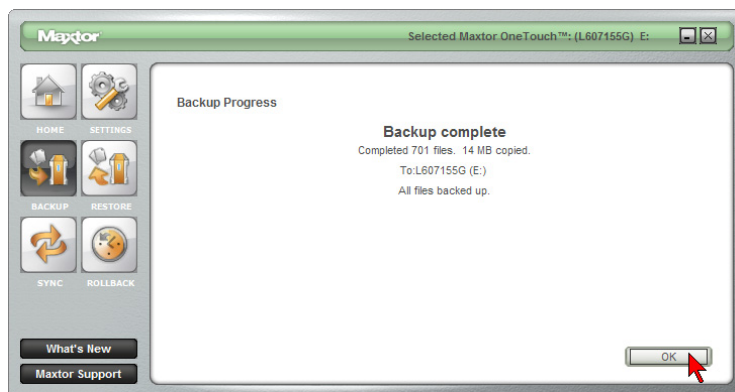 Maxtor
Selected Maxtor OneTouch™: (L607155G) E:
HOME SETTINGS
BACKUP RESTORE
SYNC ROLLBACK
What's New
Maxtor Support
Backup Progress
Backup complete
Completed 701 files. 14 MB copied.
To:L607155G (E:)
All files backed up.
OK